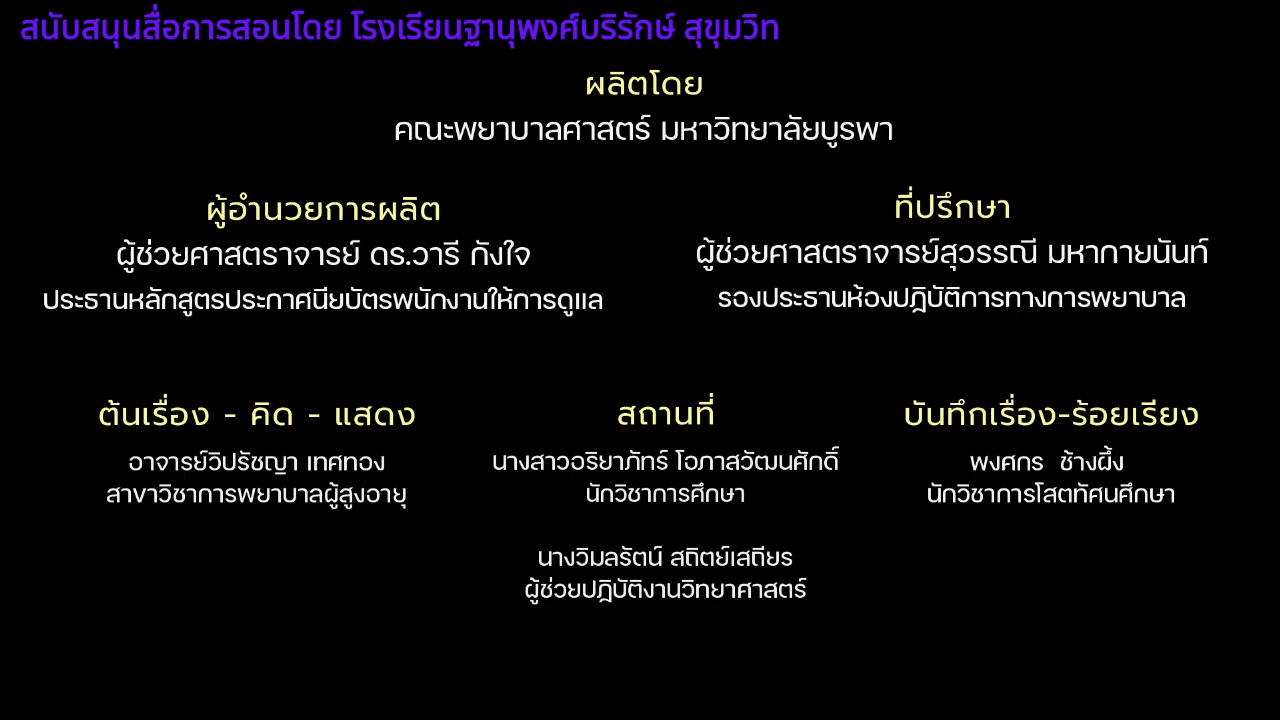 สนับสนุนสื่อการสอนโดย โรงเรียนฐานุพงศ์บริรักษ์ สุขุมวิท
ผลิตโดย
คณะพยาบาลศาสตร์ มหาวิทยาลัยบูรพา
ผู้อำนวยการผลิต
ผู้ช่วยศาสตราจารย์ ดร.วารี กังใจ
ประธานหลักสูตรประกาศนียบัตรพนักงานให้การดูแล
ที่ปรึกษา
ผู้ช่วยศาสตราจารย์สุวรรณี มหากายนันท์
รองประธานห้องปฏิบัติการทางการพยาบาล
ต้นเรื่อง - คิด - แสดง
อาจารย์วิปรัชญา เทศทอง
สาขาวิชาการพยาบาลผู้สูงอายุ
สถานที่
นางสาวอริยาภัทร์ โอภาสวัฒนศักดิ์
นักวิชาการศึกษา
นางวิมลรัตน์ สถิตย์เสถียร
ผู้ช่วยปฏิบัติงานวิทยาศาสตร์
บันทึกเรื่อง-ร้อยเรียง
พงศกร ช้างผึ้ง
นักวิชาการโสตทัศนศึกษา